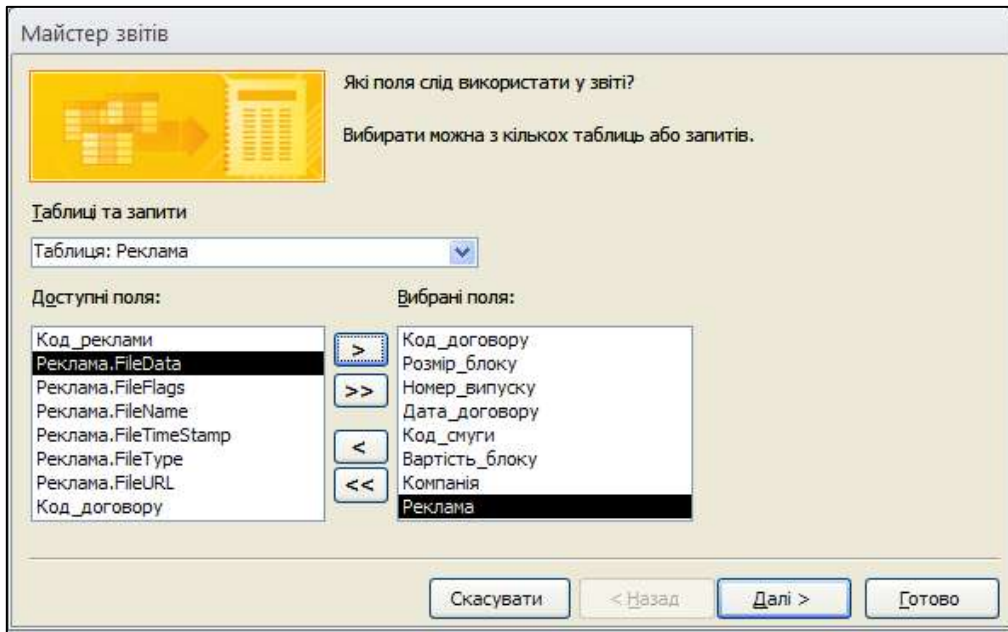 Майстер звітів
Які поля слід використати у звіті?
Вибирати можна з кількох таблиць або запитів.
Таблиці та запити
Таблиця: Реклама
Доступні поля:
Вибрані поля:
Код_реклами
Реклама.FileData
Реклама.FileFlags
Реклама.FileName
Реклама.FileTimeStamp
Реклама.FileType
Реклама.FileURL
Код_договору
>
>>
<
<<
Код_договору
Розмір_блоку
Номер_випуску
Дата_договору
Код_смуги
Вартість_блоку
Компанія
Реклама
Скасувати
< Назад
Далі >
Готово